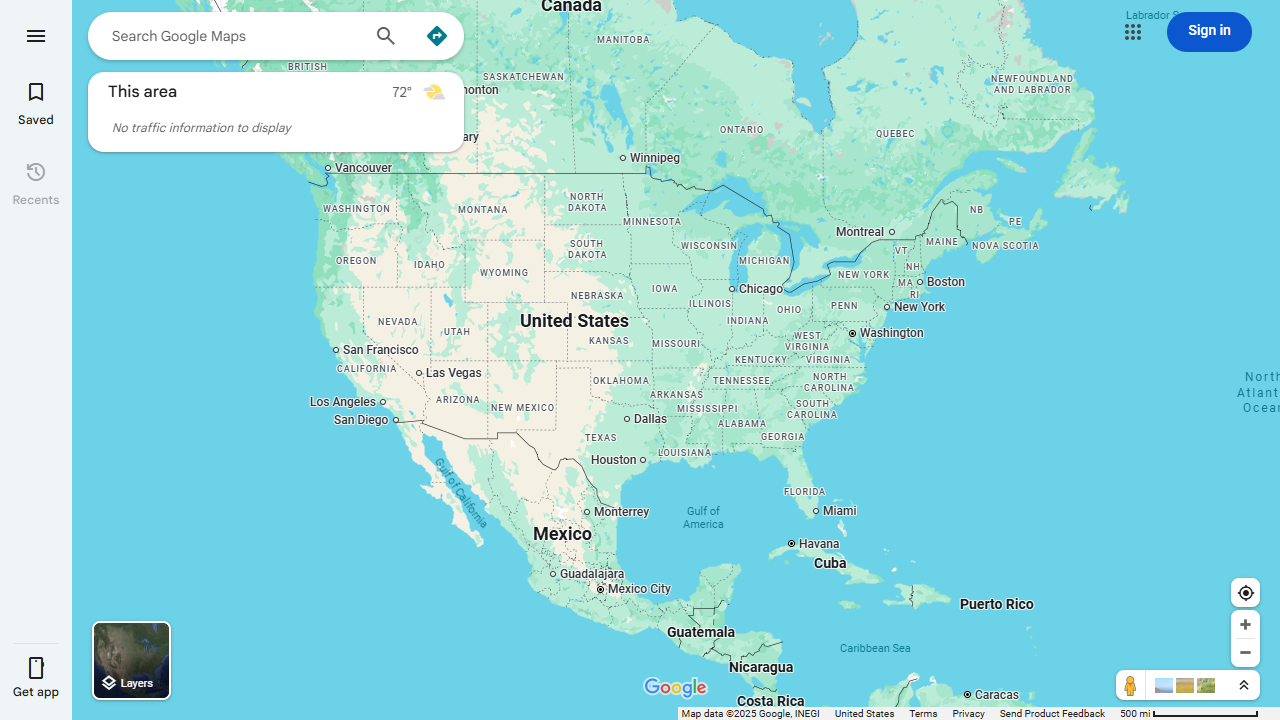 Search Google Maps
Sign in
Saved
Recents
This area
72°
No traffic information to display
Canada
Labrador S
MANITOBA
BRITISH
SASKATCHEWAN
monton
ary
NEWFOUNDLAND
AND LABRADOR
ONTARIO
QUEBEC
Vancouver
Winnipeg
WASHINGTON
MONTANA
NORTH
DAKOTA
MINNESOTA
NB
PE
Montreal
MAINE
NOVA SCOTIA
OREGON
IDAHO
SOUTH
DAKOTA
WISCONSIN
MICHIGAN
VT
NH
WYOMING
NEW YORK
MA
Boston
RI
NEBRASKA
IOWA
Chicago
ILLINOIS
OHIO
PENN
New York
INDIANA
NEVADA
UTAH
United States
KANSAS
MISSOURI
WEST
VIRGINIA
Washington
San Francisco
KENTUCKY
VIRGINIA
CALIFORNIA
Las Vegas
OKLAHOMA
TENNESSEE
NORTH
CAROLINA
North
Atlant
Ocean
Los Angeles
ARIZONA
NEW MEXICO
ARKANSAS
MISSISSIPPI
SOUTH
CAROLINA
San Diego
Dallas
ALABAMA
TEXAS
GEORGIA
Houston
LOUISIANA
Gulf of California
FLORIDA
Monterrey
Gulf of
America
Miami
Mexico
Havana
Cuba
Guadalajara
Mexico City
Puerto Rico
Guatemala
Caribbean Sea
Nicaragua
Costa Rica
Caracas
Layers
Get app
Google
Map data ©2025 Google, INEGI
United States
Terms
Privacy
Send Product Feedback
500 mi